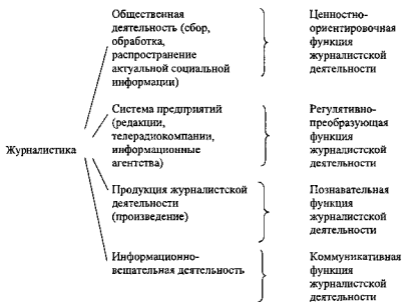 Общественная
деятельность (сбор,
обработка,
распространение
актуальной социальной
информации)
Ценностно-
ориентировочная
функция
журналистской
деятельности
Система предприятий
(редакции,
телерадиокомпании,
информационные
агентства)
Регулятивно-
преобразующая
функция
журналистской
деятельности
Журналистика
Продукция журналистской
деятельности
(произведение)
Познавательная
функция
журналистской
деятельности
Информационно-
вещательная деятельность
Коммуникативная
функция
журналистской
деятельности